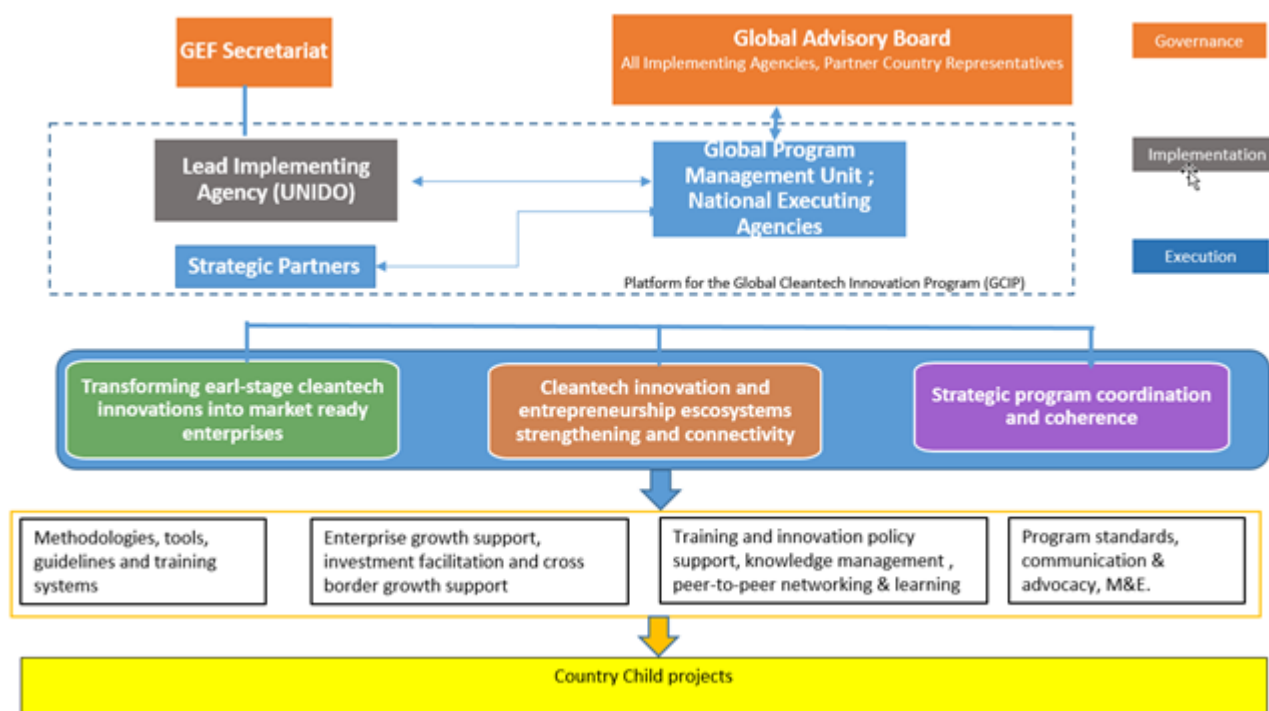 GEF Secretariat
Global Advisory Board
All Implementing Agencies, Partner Country Representatives
Governance
Lead Implementing
Agency (UNIDO)
Global Program
Management Unit ;
National Executing
Agencies
Implementation
Strategic Partners
Execution
Platform for the Global Cleantech Innovation Program (GCIP)
Transforming earl-stage cleantech
innovations into market ready
enterprises
Cleantech innovation and
entrepreneurship escosystems
strengthening and connectivity
Strategic program coordination
and coherence
Methodologies, tools,
guidelines and training
systems
Enterprise growth support,
investment facilitation and cross
border growth support
Training and innovation policy
support, knowledge management ,
peer-to-peer networking & learning
Program standards,
communication &
advocacy, M&E.
Country Child projects